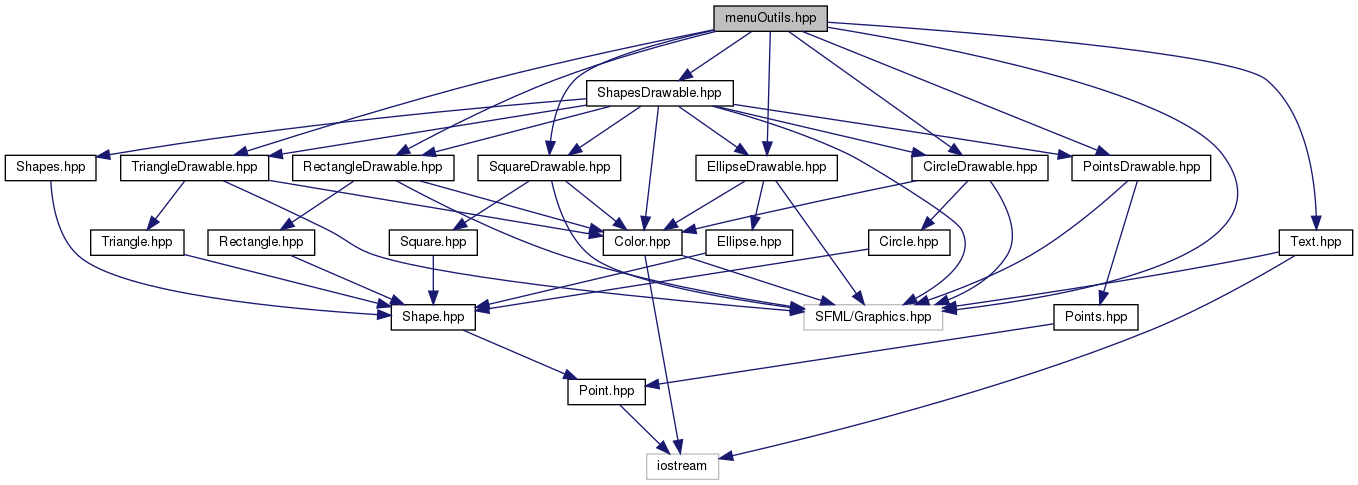 menuOutils.hpp
ShapesDrawable.hpp
Shapes.hpp
TriangleDrawable.hpp
RectangleDrawable.hpp
SquareDrawable.hpp
EllipseDrawable.hpp
CircleDrawable.hpp
PointsDrawable.hpp
Triangle.hpp
Rectangle.hpp
Square.hpp
Color.hpp
Ellipse.hpp
Circle.hpp
Text.hpp
Shape.hpp
SFML/Graphics.hpp
Points.hpp
Point.hpp
iostream